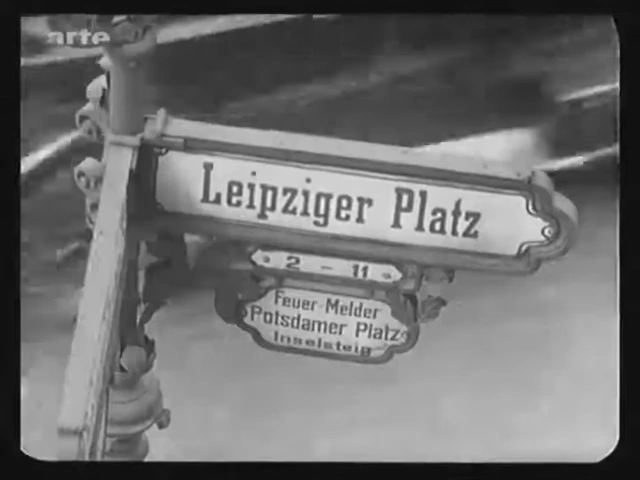 arte
Leipziger Platz
2 - 11
Feuer-Melder
Potsdamer Platz
Inselsteig